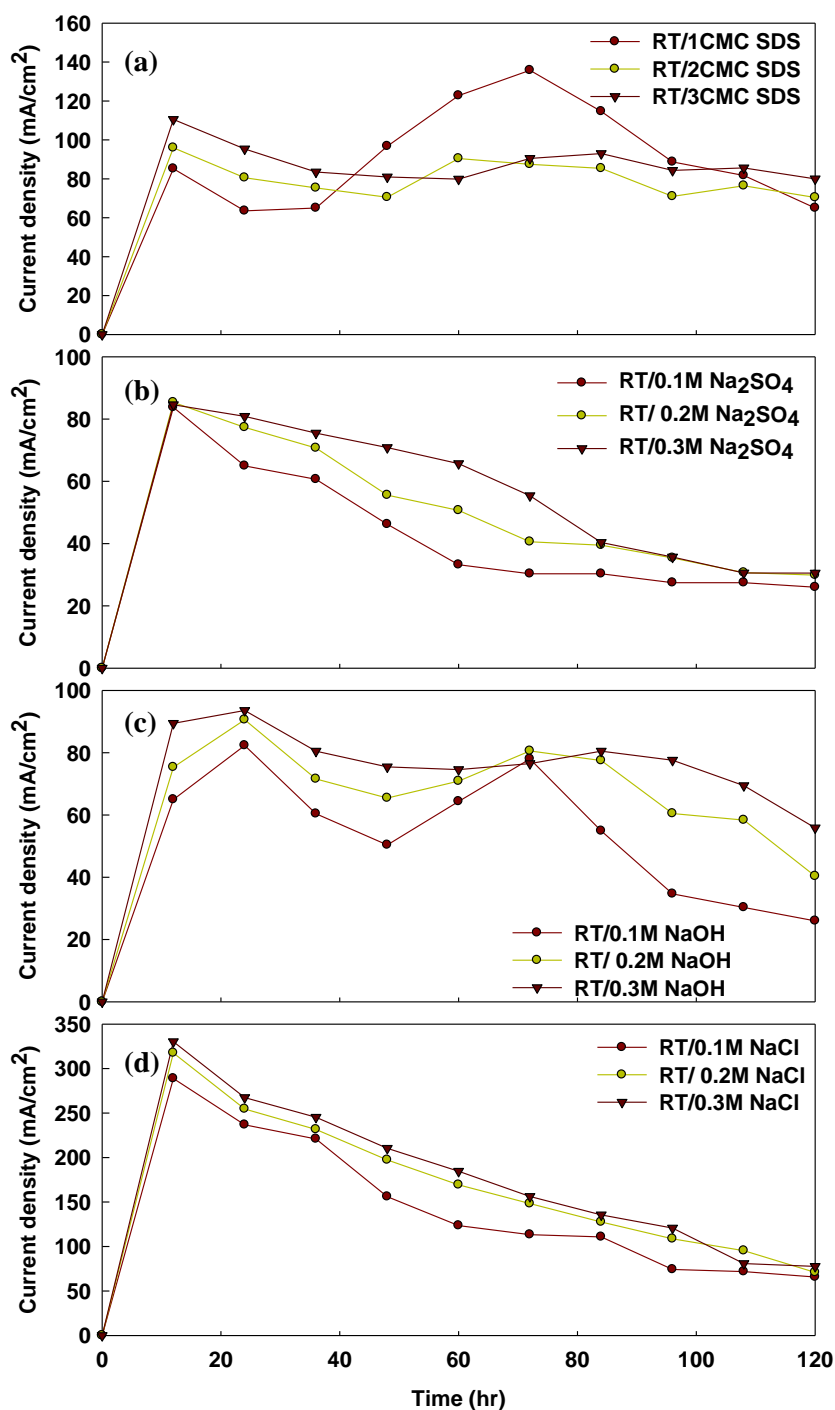 160
140
120
100
80
60
40
20
0
Current density (mA/cm²)
(a)
RT/1CMC SDS
RT/2CMC SDS
RT/3CMC SDS
100
80
60
40
20
0
Current density (mA/cm²)
(b)
RT/0.1M Na₂SO₄
RT/ 0.2M Na₂SO₄
RT/0.3M Na₂SO₄
100
80
60
40
20
0
Current density (mA/cm²)
(c)
RT/0.1M NaOH
RT/ 0.2M NaOH
RT/0.3M NaOH
350
300
250
200
150
100
50
0
Current density (mA/cm²)
(d)
RT/0.1M NaCl
RT/ 0.2M NaCl
RT/0.3M NaCl
0 20 40 60 80 100 120
Time (hr)